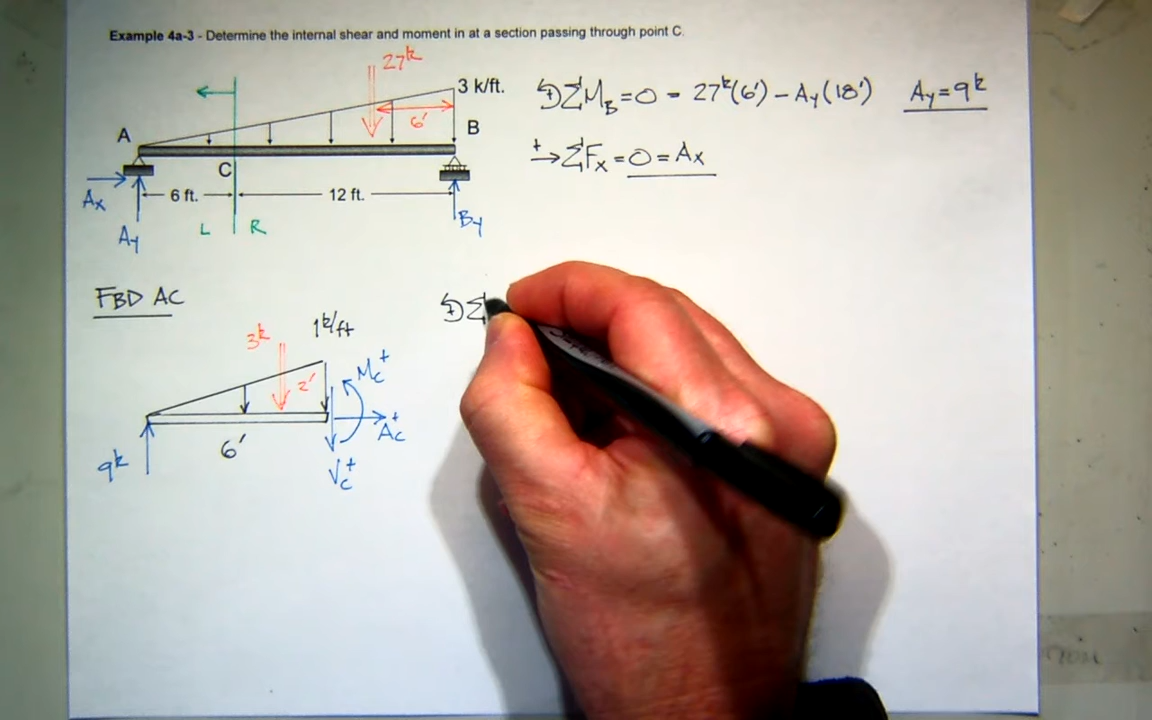 Example 4a-3 - Determine the internal shear and moment in at a section passing through point C.
27ᵏ
3 k/ft.
6'
A
B
C
6 ft.
12 ft.
Ax
Ay
By
L
R
↺+ ΣM_B = 0 = 27ᵏ(6') - Ay(18') Ay = 9ᵏ
+→ ΣFx = 0 = Ax
FBD AC
3ᵏ
1ᵏ/ft
2'
Mc⁺
Ac⁺
Vc⁺
6'
9ᵏ
↺+ Σ